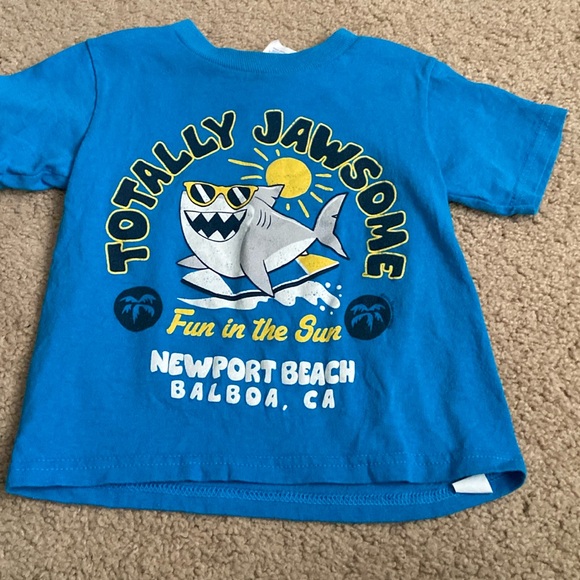 TOTALLY JAWSOME
Fun in the Sun
NEWPORT BEACH
BALBOA, CA